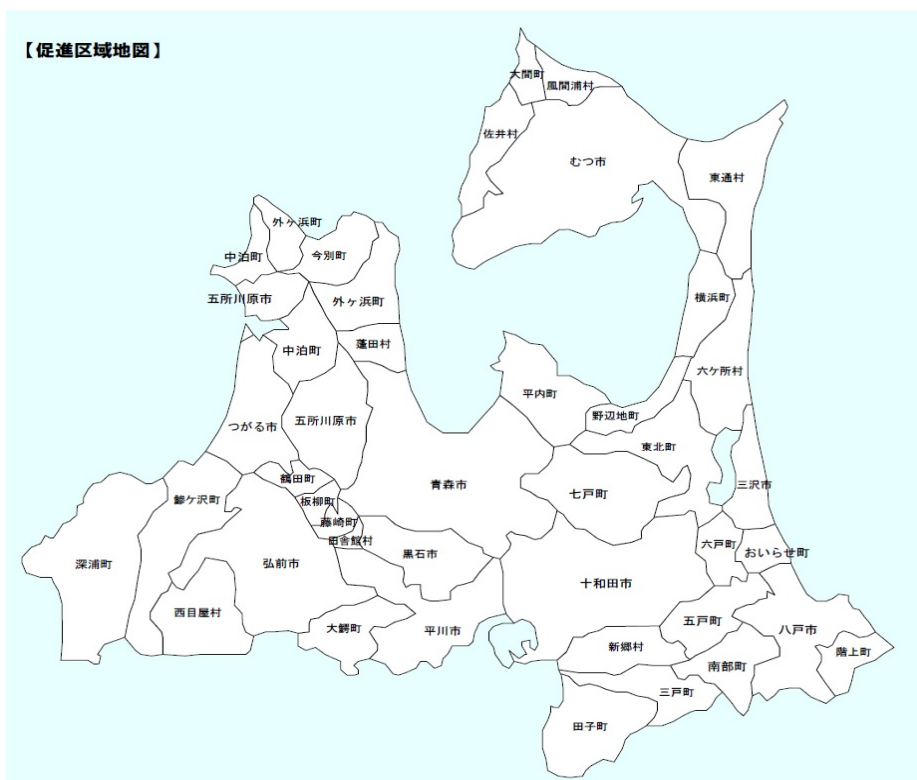 【促進区域地図】
大間町
風間浦村
佐井村
むつ市
東通村
外ヶ浜町
今別町
中泊町
五所川原市
外ヶ浜町
横浜町
中泊町
蓬田村
六ケ所村
平内町
野辺地町
つがる市
五所川原市
東北町
鶴田町
青森市
七戸町
三沢市
鰺ケ沢町
板柳町
藤崎町
田舎館村
黒石市
六戸町
おいらせ町
深浦町
弘前市
十和田市
西目屋村
大鰐町
平川市
五戸町
八戸市
新郷村
南部町
階上町
三戸町
田子町